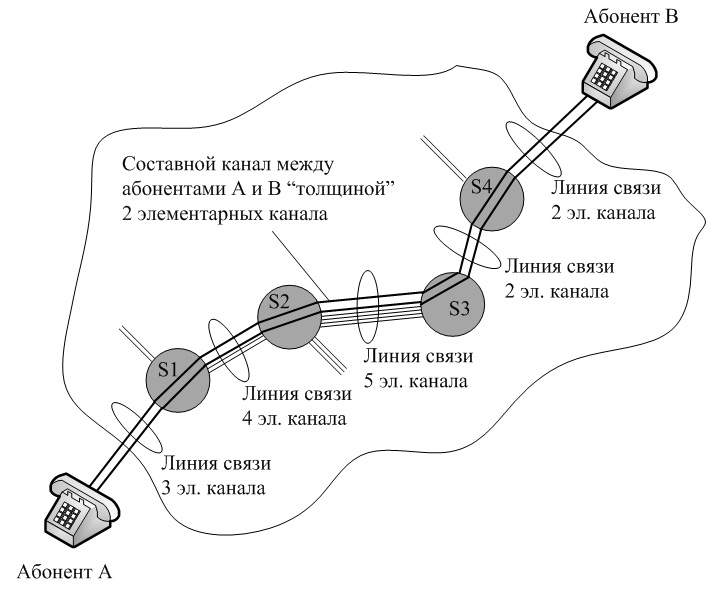 Абонент B
Составной канал между
абонентами A и B “толщиной”
2 элементарных канала
S4
Линия связи
2 эл. канала
Линия связи
2 эл. канала
S2
S3
Линия связи
5 эл. канала
S1
Линия связи
4 эл. канала
Линия связи
3 эл. канала
Абонент A